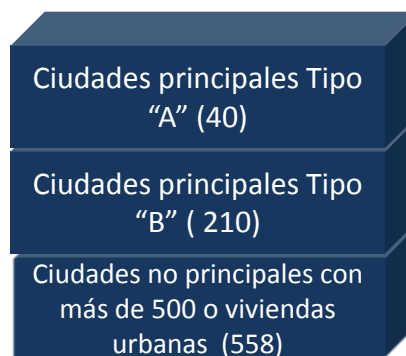 Ciudades principales Tipo
“A” (40)
Ciudades principales Tipo
“B” ( 210)
Ciudades no principales con
más de 500 o viviendas
urbanas (558)